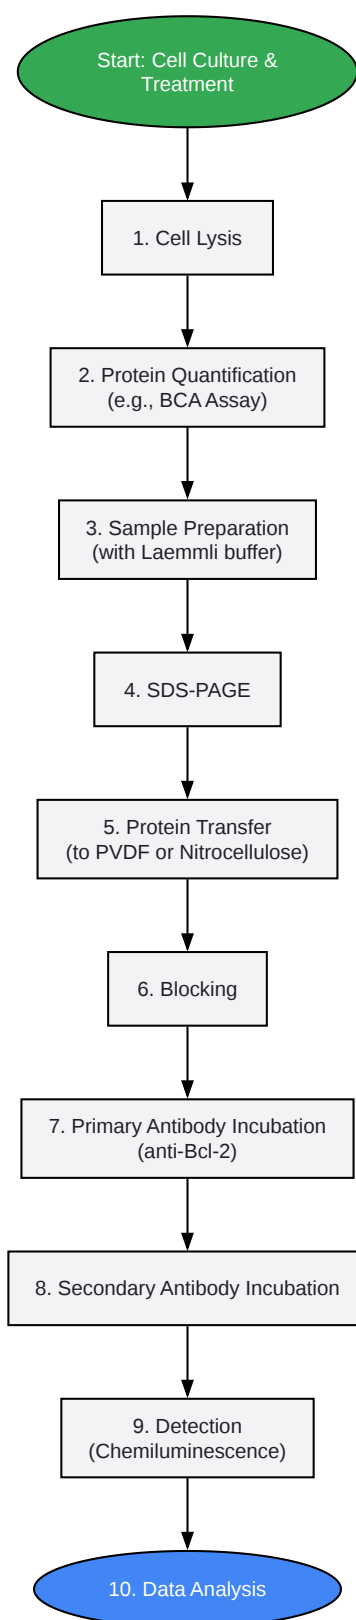 Start: Cell Culture &
Treatment
1. Cell Lysis
2. Protein Quantification
(e.g., BCA Assay)
3. Sample Preparation
(with Laemmli buffer)
4. SDS-PAGE
5. Protein Transfer
(to PVDF or Nitrocellulose)
6. Blocking
7. Primary Antibody Incubation
(anti-Bcl-2)
8. Secondary Antibody Incubation
9. Detection
(Chemiluminescence)
10. Data Analysis